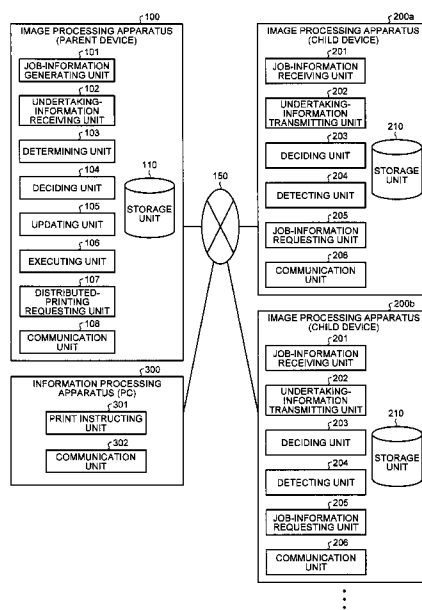 100
IMAGE PROCESSING APPARATUS
(PARENT DEVICE)
101
JOB-INFORMATION
GENERATING UNIT
102
UNDERTAKING-
INFORMATION
RECEIVING UNIT
103
DETERMINING UNIT
104
DECIDING UNIT
105
UPDATING UNIT
106
EXECUTING UNIT
107
DISTRIBUTED-
PRINTING
REQUESTING UNIT
108
COMMUNICATION
UNIT
110
STORAGE
UNIT
150
300
INFORMATION PROCESSING
APPARATUS (PC)
301
PRINT INSTRUCTING
UNIT
302
COMMUNICATION
UNIT
200a
IMAGE PROCESSING APPARATUS
(CHILD DEVICE)
201
JOB-INFORMATION
RECEIVING UNIT
202
UNDERTAKING-
INFORMATION
TRANSMITTING UNIT
203
DECIDING UNIT
204
DETECTING UNIT
205
JOB-INFORMATION
REQUESTING UNIT
206
COMMUNICATION
UNIT
210
STORAGE
UNIT
200b
IMAGE PROCESSING APPARATUS
(CHILD DEVICE)
201
JOB-INFORMATION
RECEIVING UNIT
202
UNDERTAKING-
INFORMATION
TRANSMITTING UNIT
203
DECIDING UNIT
204
DETECTING UNIT
205
JOB-INFORMATION
REQUESTING UNIT
206
COMMUNICATION
UNIT
210
STORAGE
UNIT